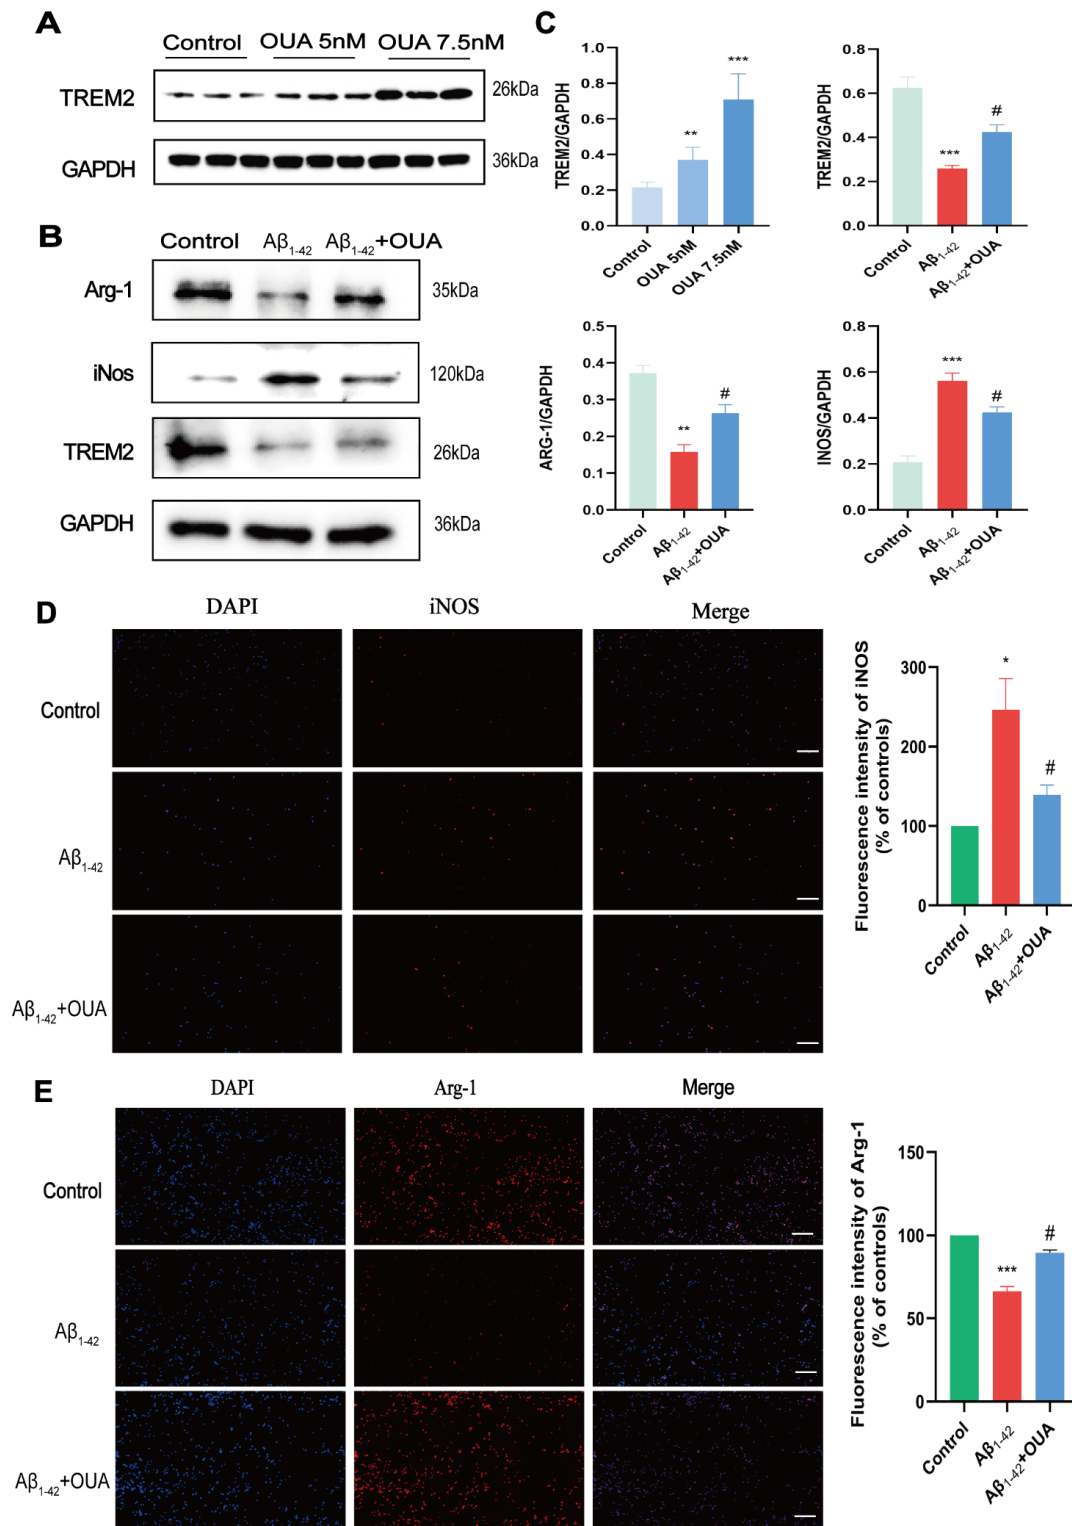 A
Control OUA 5nM OUA 7.5nM
TREM2 26kDa
GAPDH 36kDa
B
Control Aβ₁₋₄₂ Aβ₁₋₄₂+OUA
Arg-1 35kDa
iNos 120kDa
TREM2 26kDa
GAPDH 36kDa
C
TREM2/GAPDH
1.0
0.8
0.6
0.4
0.2
0.0
**
***
Control
OUA 5nM
OUA 7.5nM
TREM2/GAPDH
0.8
0.6
0.4
0.2
0.0
***
#
Control
Aβ₁₋₄₂
Aβ₁₋₄₂+OUA
ARG-1/GAPDH
0.5
0.4
0.3
0.2
0.1
0.0
**
#
Control
Aβ₁₋₄₂
Aβ₁₋₄₂+OUA
INOS/GAPDH
0.8
0.6
0.4
0.2
0.0
***
#
Control
Aβ₁₋₄₂
Aβ₁₋₄₂+OUA
D
DAPI iNOS Merge
Control
Aβ₁₋₄₂
Aβ₁₋₄₂+OUA
Fluorescence intensity of iNOS
(% of controls)
300
200
100
0
*
#
Control
Aβ₁₋₄₂
Aβ₁₋₄₂+OUA
E
DAPI Arg-1 Merge
Control
Aβ₁₋₄₂
Aβ₁₋₄₂+OUA
Fluorescence intensity of Arg-1
(% of controls)
150
100
50
0
***
#
Control
Aβ₁₋₄₂
Aβ₁₋₄₂+OUA